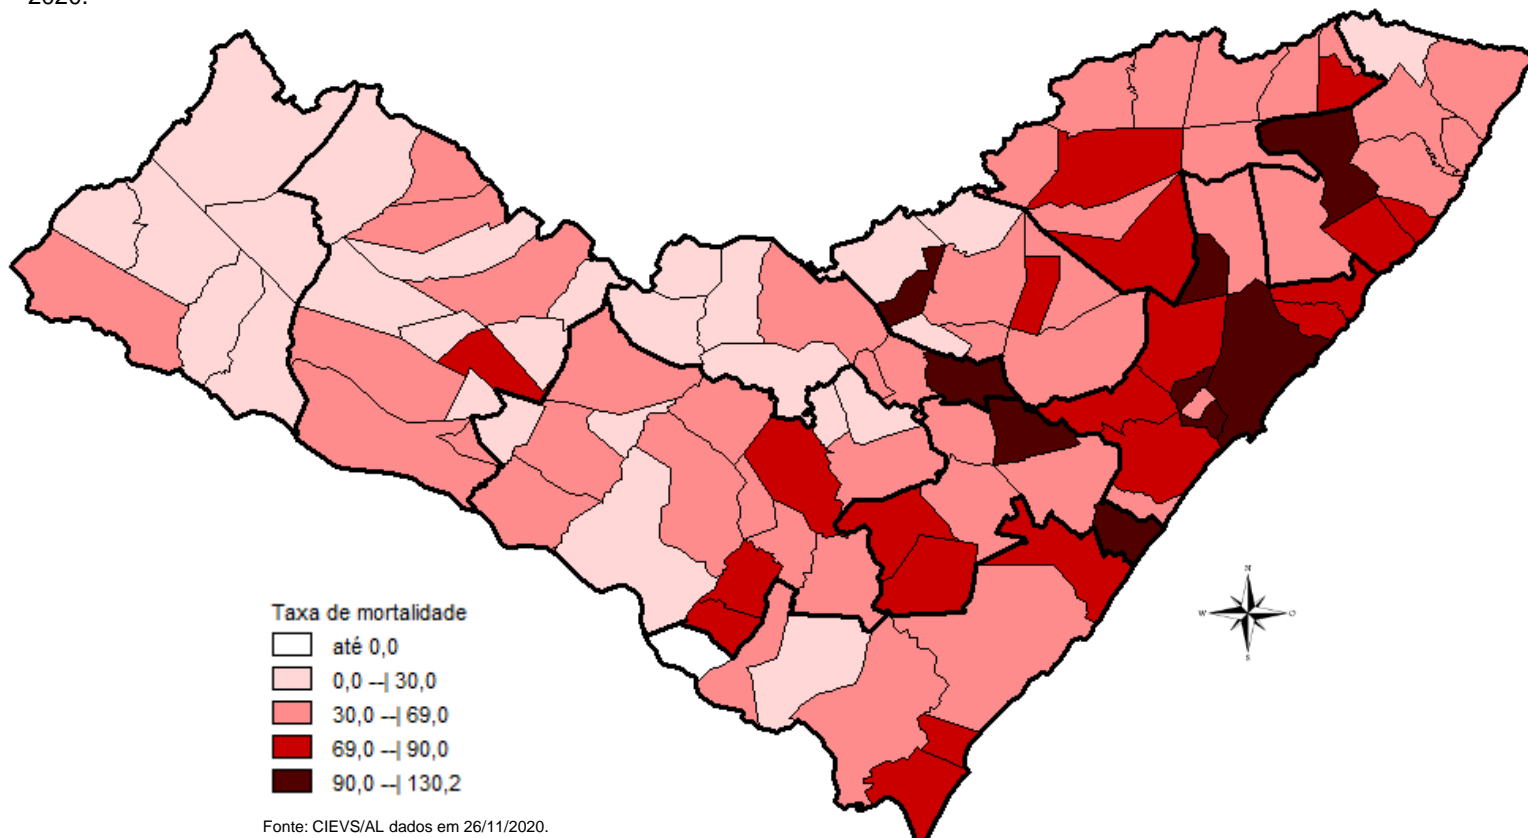 2020.
Taxa de mortalidade
até 0,0
0,0 --| 30,0
30,0 --| 69,0
69,0 --| 90,0
90,0 --| 130,2
Fonte: CIEVS/AL dados em 26/11/2020.
N
W
O
S